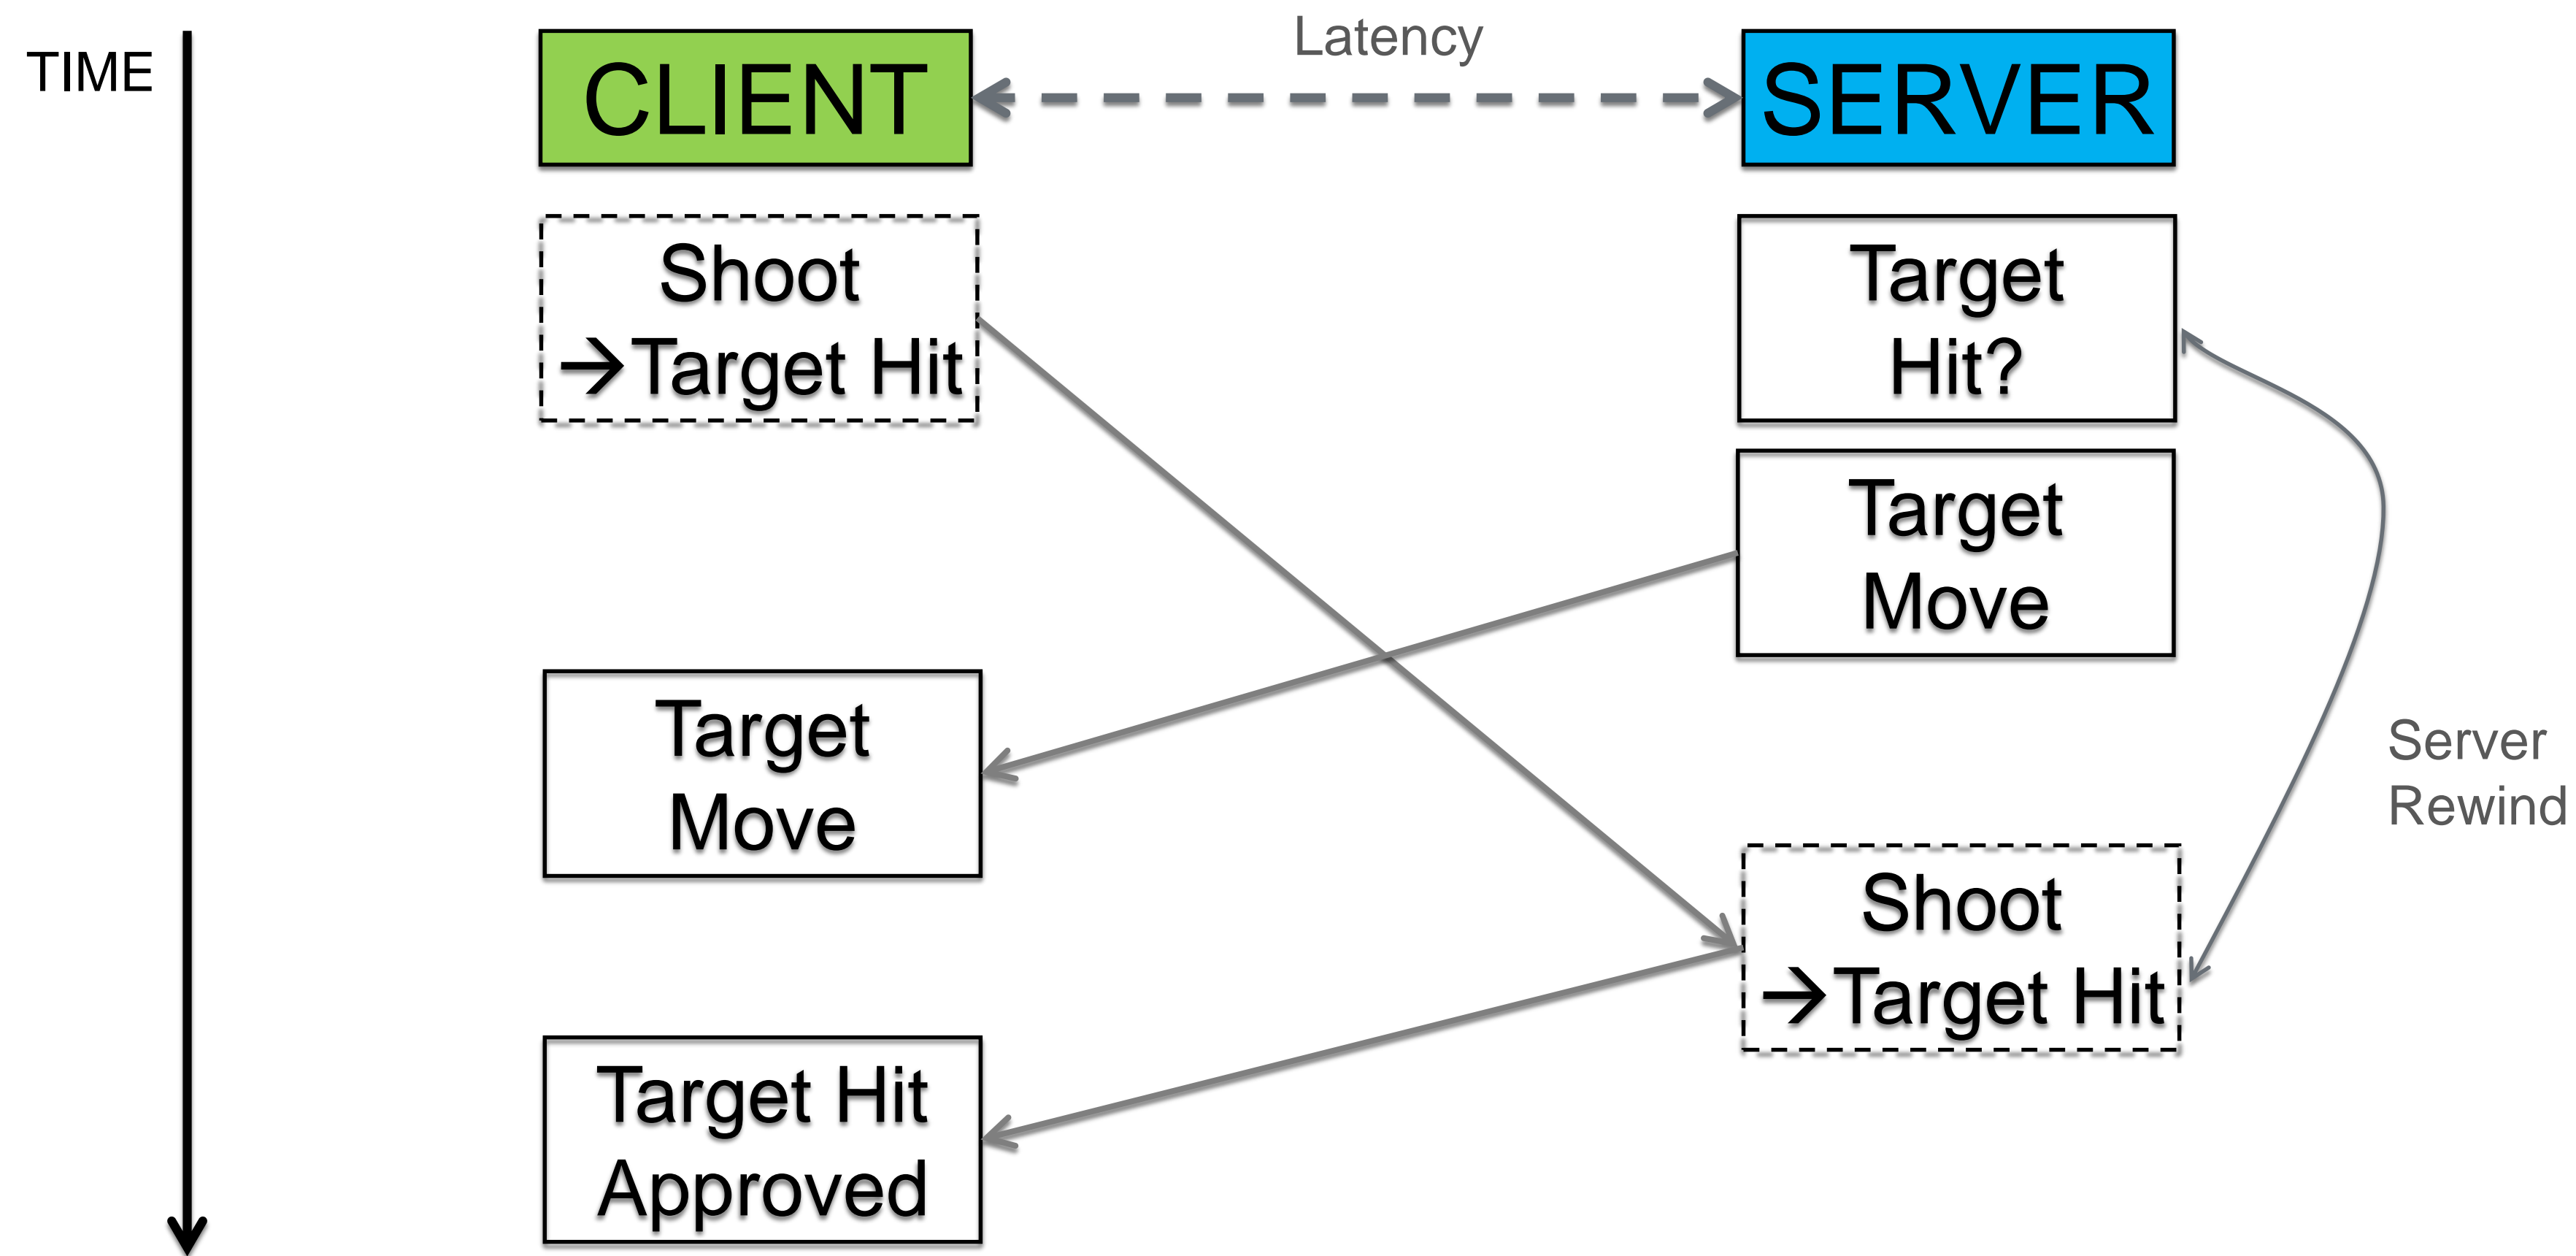 TIME
CLIENT
Latency
SERVER
Shoot
→Target Hit
Target
Hit?
Target
Move
Target
Move
Server
Rewind
Shoot
→Target Hit
Target Hit
Approved